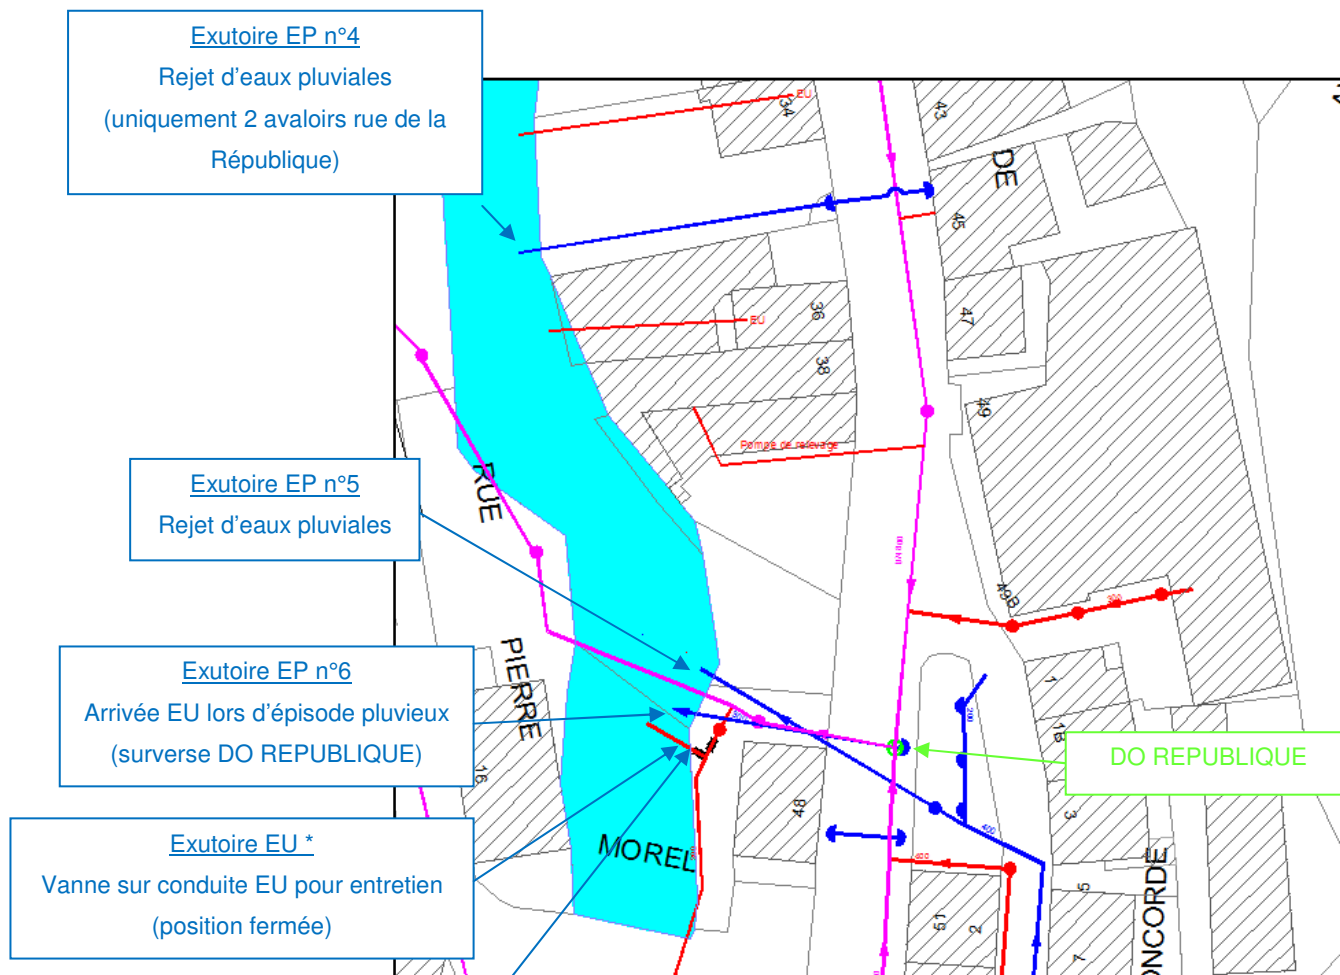 Exutoire EP n°4
Rejet d'eaux pluviales
(uniquement 2 avaloirs rue de la
République)
EU
34
43
DE
45
36
47
EU
38
49
Pompe de relevage
RUE
Exutoire EP n°5
Rejet d'eaux pluviales
49B
300
PIERRE
Exutoire EP n°6
Arrivée EU lors d'épisode pluvieux
(surverse DO REPUBLIQUE)
1
200
1B
DO REPUBLIQUE
16
48
3
400
Exutoire EU *
Vanne sur conduite EU pour entretien
(position fermée)
MOREL
5
51
2
7
ONCORDE